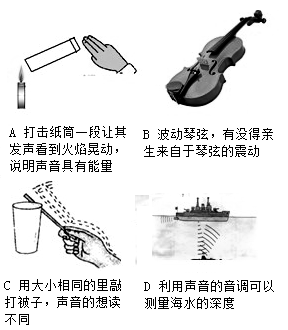 A 打击纸筒一段让其
发声看到火焰晃动，
说明声音具有能量
B 波动琴弦，有没得亲
生来自于琴弦的震动
C 用大小相同的里敲
打被子，声音的想读
不同
D 利用声音的音调可以
测量海水的深度